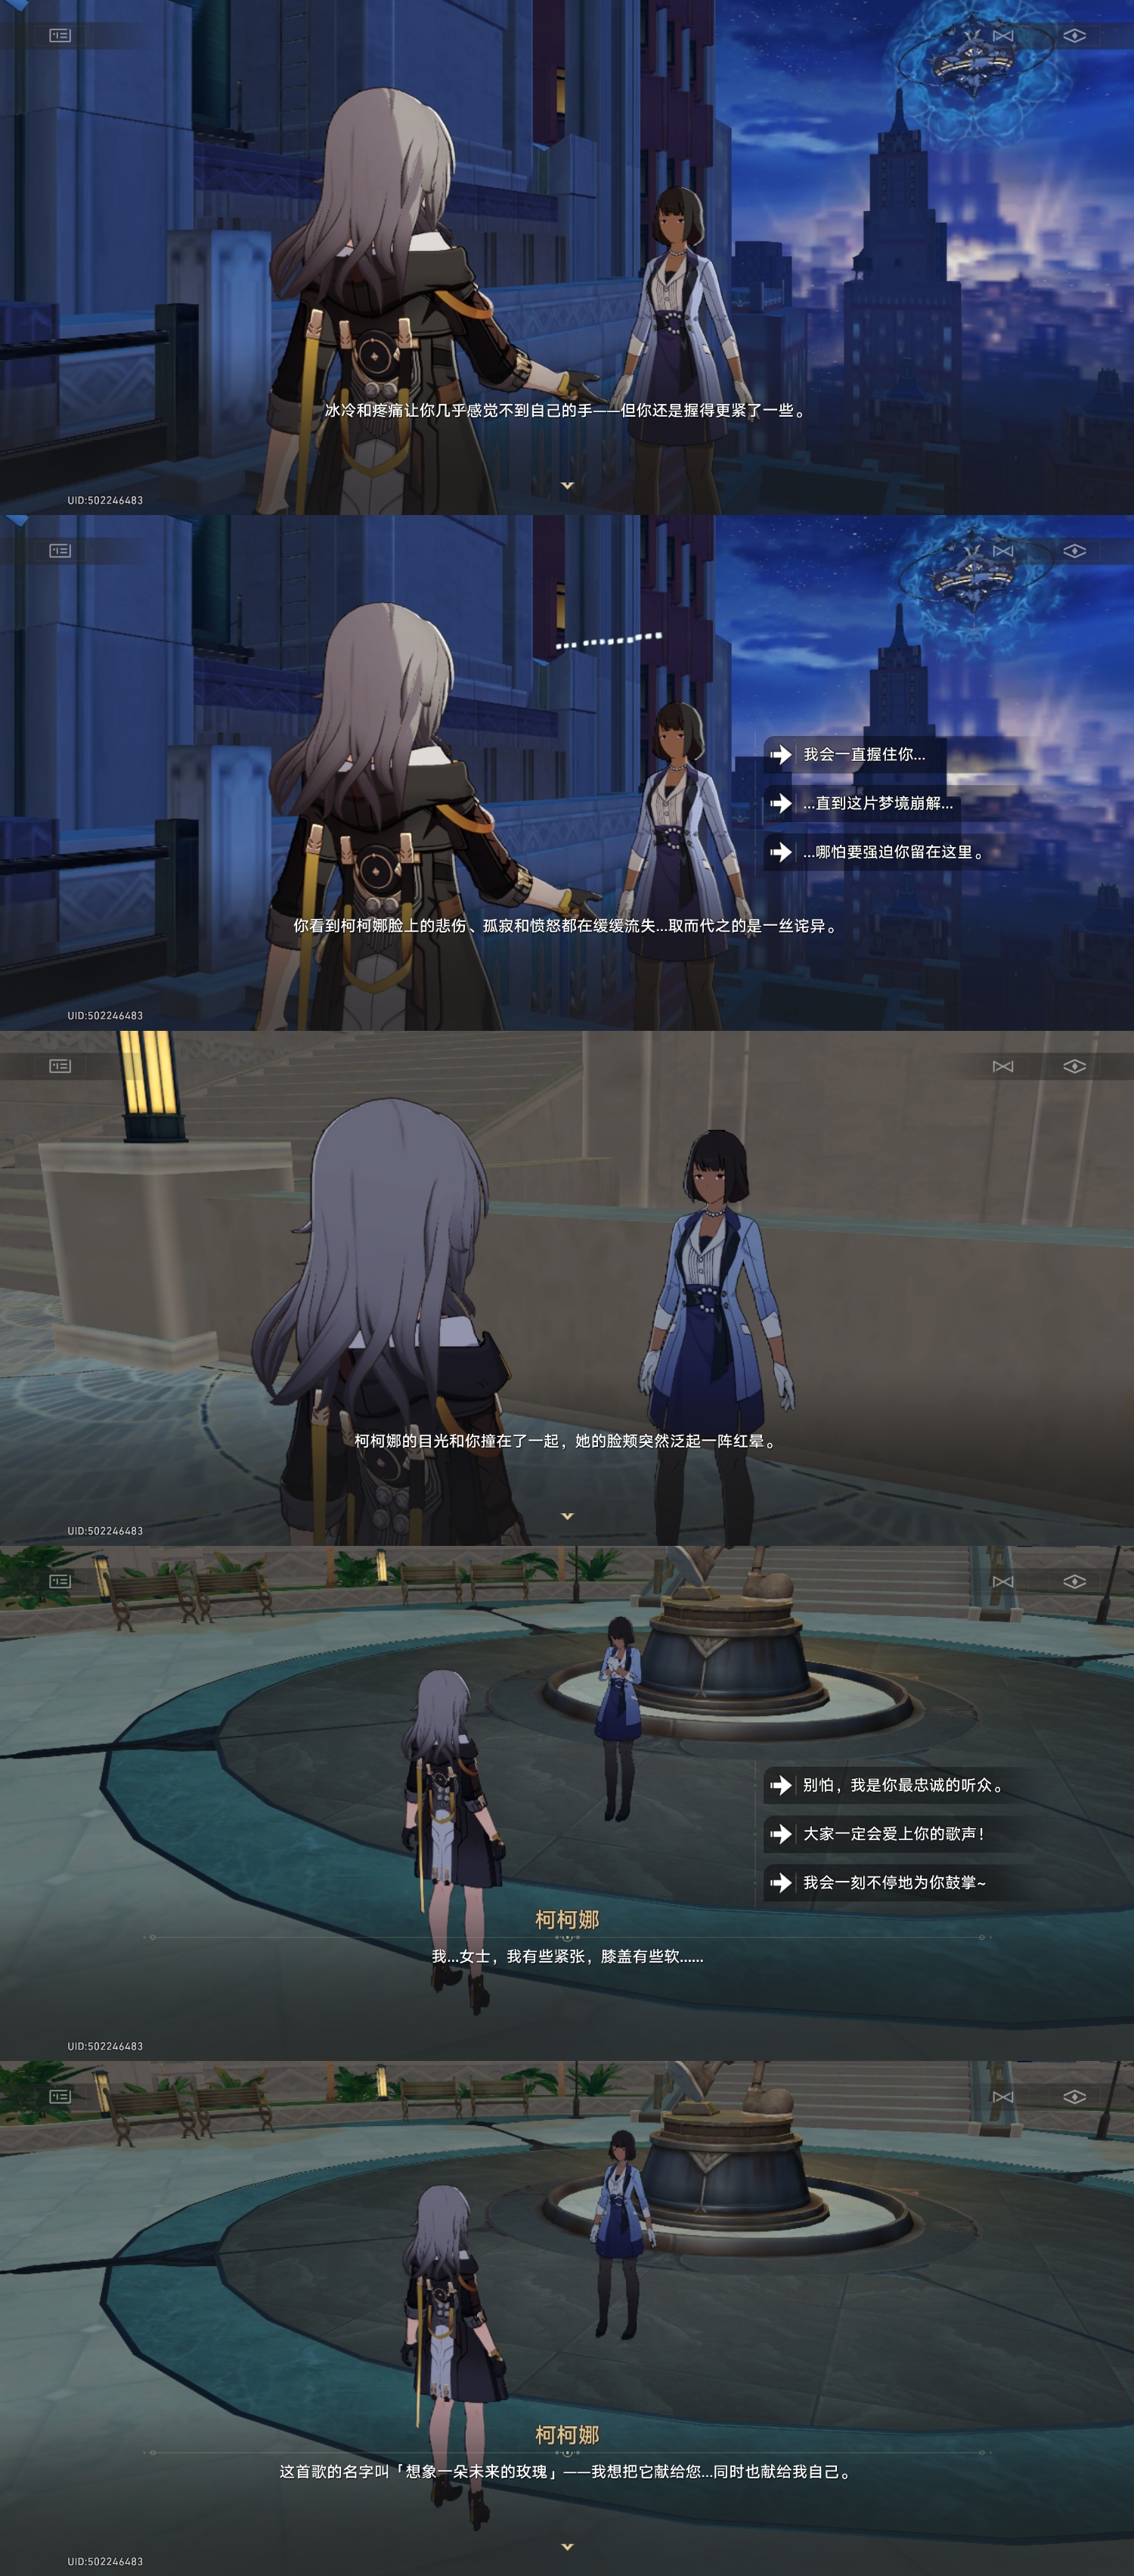 冰冷和疼痛让你几乎感觉不到自己的手——但你还是握得更紧了一些。
UID:502246483
我会一直握住你...
...直到这片梦境崩解...
...哪怕要强迫你留在这里。
你看到柯柯娜脸上的悲伤、孤寂和愤怒都在缓缓流失...取而代之的是一丝诧异。
UID:502246483
柯柯娜的目光和你撞在了一起，她的脸颊突然泛起一阵红晕。
UID:502246483
别怕，我是你最忠诚的听众。
大家一定会爱上你的歌声！
我会一刻不停地为你鼓掌~
柯柯娜
我...女士，我有些紧张，膝盖有些软......
UID:502246483
柯柯娜
这首歌的名字叫「想象一朵未来的玫瑰」——我想把它献给您...同时也献给我自己。
UID:502246483